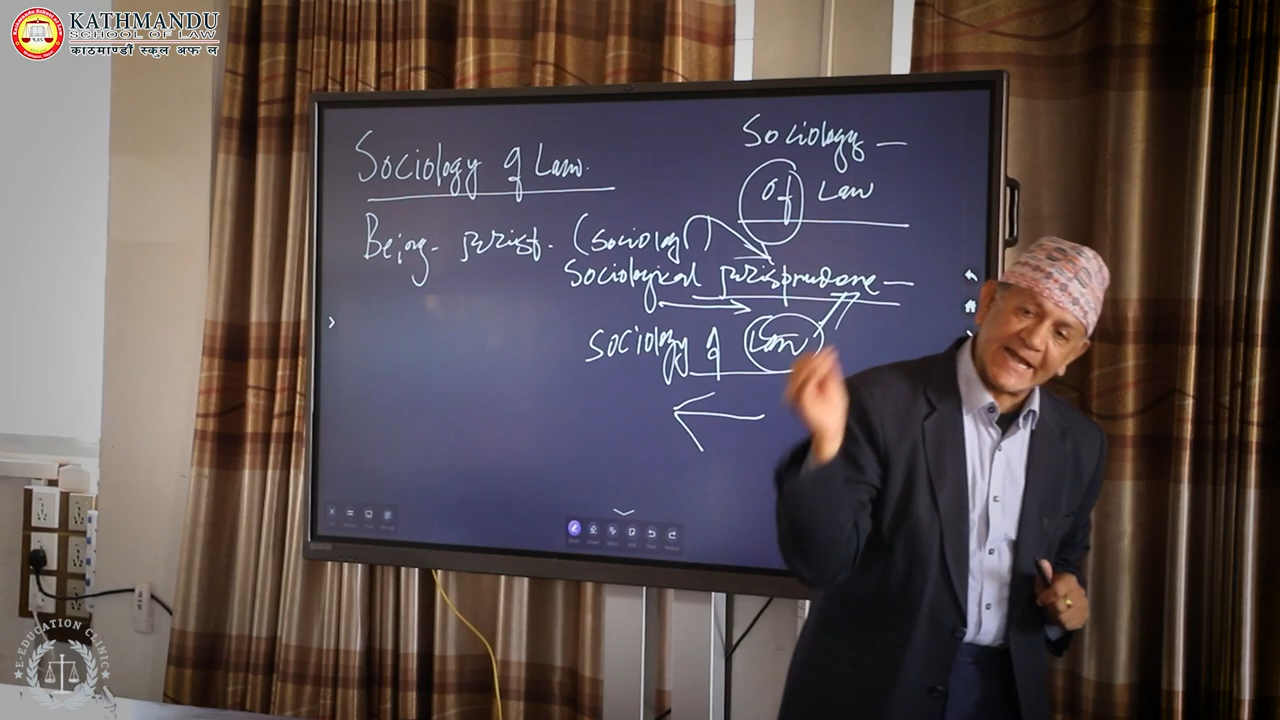 KATHMANDU
SCHOOL OF LAW
काठमाण्डौं स्कूल अफ ल
Sociology of Law.
Sociology –
of Law
Being – jurist. (Sociology)
Sociological jurisprudence –
Sociology of Law
E-EDUCATION CLINIC